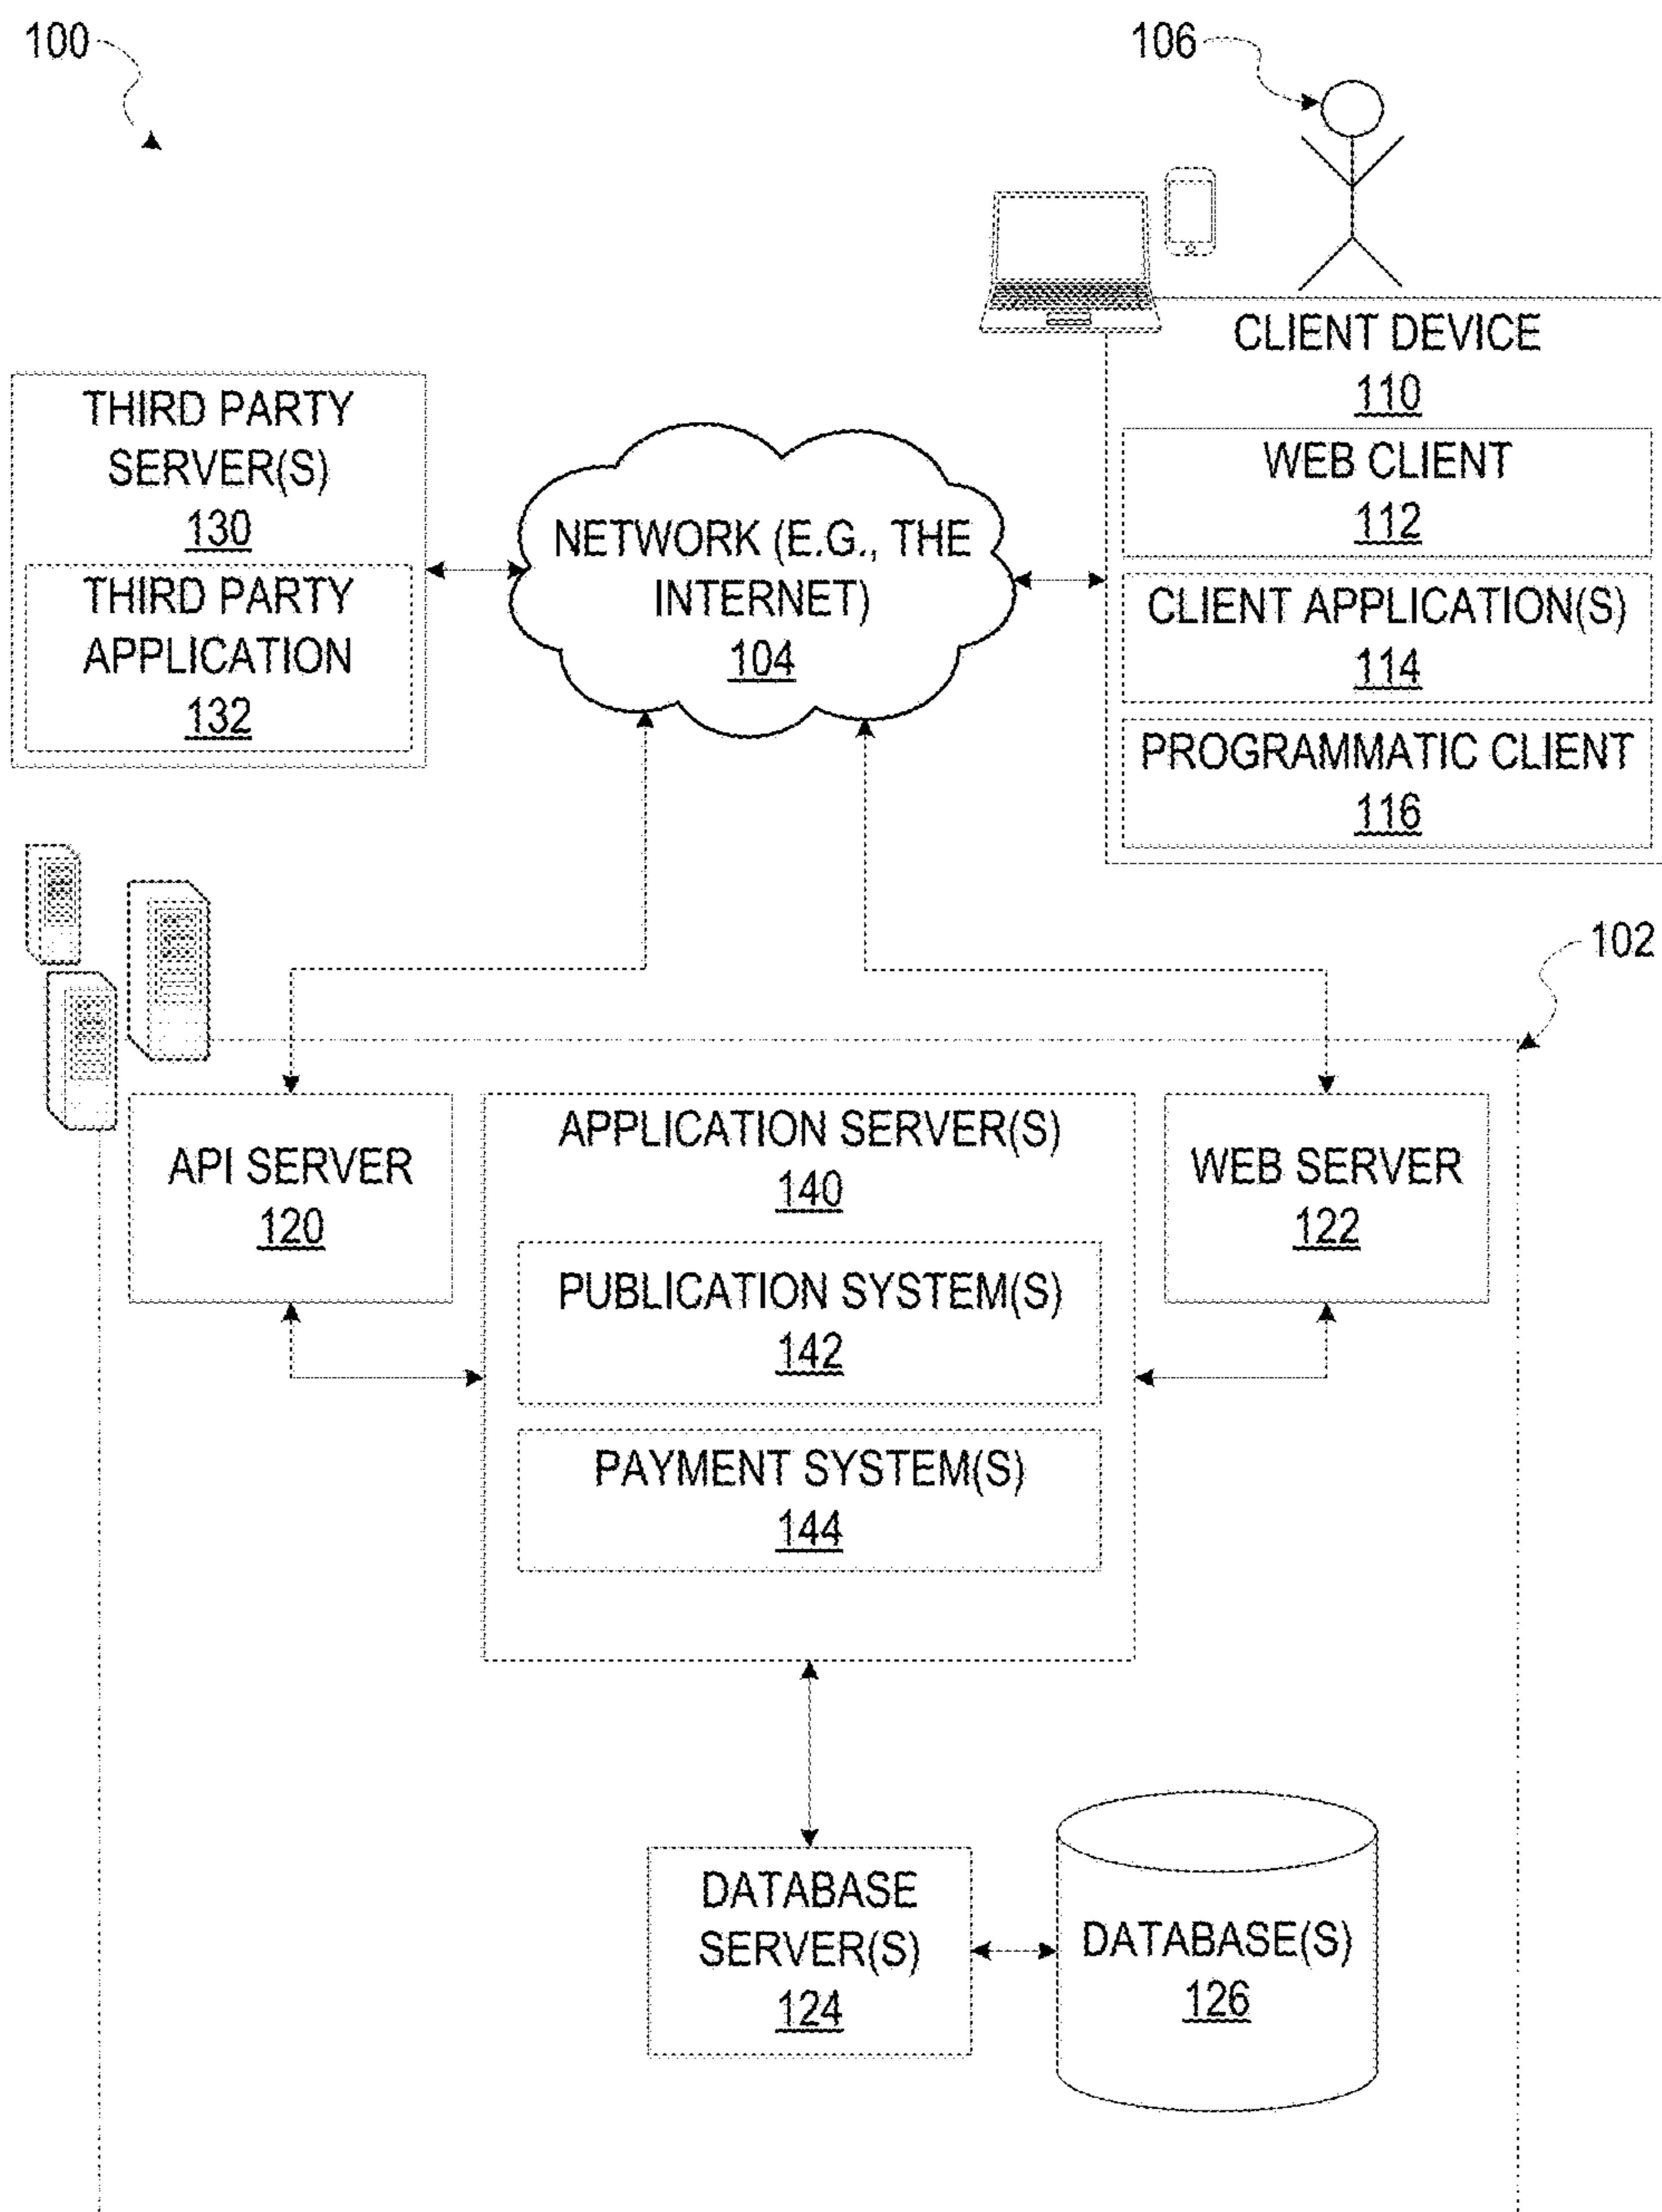 100
106
CLIENT DEVICE
110
WEB CLIENT
112
CLIENT APPLICATION(S)
114
PROGRAMMATIC CLIENT
116
THIRD PARTY
SERVER(S)
130
THIRD PARTY
APPLICATION
132
NETWORK (E.G., THE
INTERNET)
104
102
API SERVER
120
APPLICATION SERVER(S)
140
PUBLICATION SYSTEM(S)
142
PAYMENT SYSTEM(S)
144
WEB SERVER
122
DATABASE
SERVER(S)
124
DATABASE(S)
126